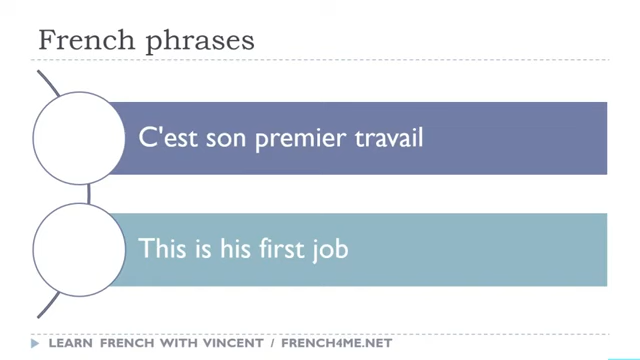 French phrases
C'est son premier travail
This is his first job
LEARN FRENCH WITH VINCENT / FRENCH4ME.NET